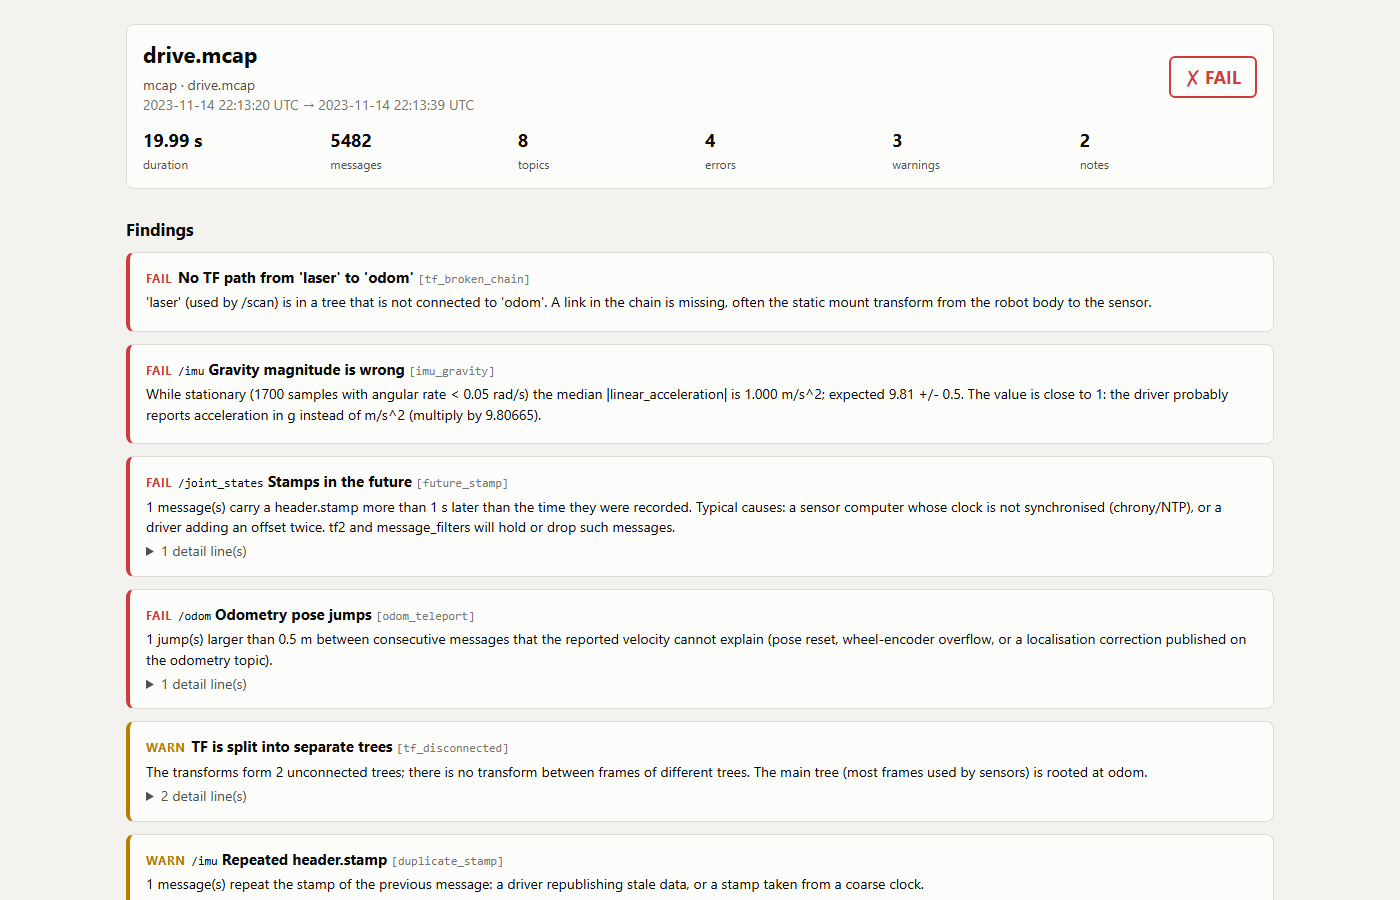 drive.mcap
mcap · drive.mcap
2023-11-14 22:13:20 UTC → 2023-11-14 22:13:39 UTC
✗ FAIL
19.99 s 5482 8 4 3 2
duration messages topics errors warnings notes
Findings
FAIL No TF path from 'laser' to 'odom' [tf_broken_chain]
'laser' (used by /scan) is in a tree that is not connected to 'odom'. A link in the chain is missing, often the static mount transform from the robot body to the sensor.
FAIL /imu Gravity magnitude is wrong [imu_gravity]
While stationary (1700 samples with angular rate < 0.05 rad/s) the median |linear_acceleration| is 1.000 m/s^2; expected 9.81 +/- 0.5. The value is close to 1: the driver probably
reports acceleration in g instead of m/s^2 (multiply by 9.80665).
FAIL /joint_states Stamps in the future [future_stamp]
1 message(s) carry a header.stamp more than 1 s later than the time they were recorded. Typical causes: a sensor computer whose clock is not synchronised (chrony/NTP), or a
driver adding an offset twice. tf2 and message_filters will hold or drop such messages.
▶ 1 detail line(s)
FAIL /odom Odometry pose jumps [odom_teleport]
1 jump(s) larger than 0.5 m between consecutive messages that the reported velocity cannot explain (pose reset, wheel-encoder overflow, or a localisation correction published on
the odometry topic).
▶ 1 detail line(s)
WARN TF is split into separate trees [tf_disconnected]
The transforms form 2 unconnected trees; there is no transform between frames of different trees. The main tree (most frames used by sensors) is rooted at odom.
▶ 2 detail line(s)
WARN /imu Repeated header.stamp [duplicate_stamp]
1 message(s) repeat the stamp of the previous message: a driver republishing stale data, or a stamp taken from a coarse clock.